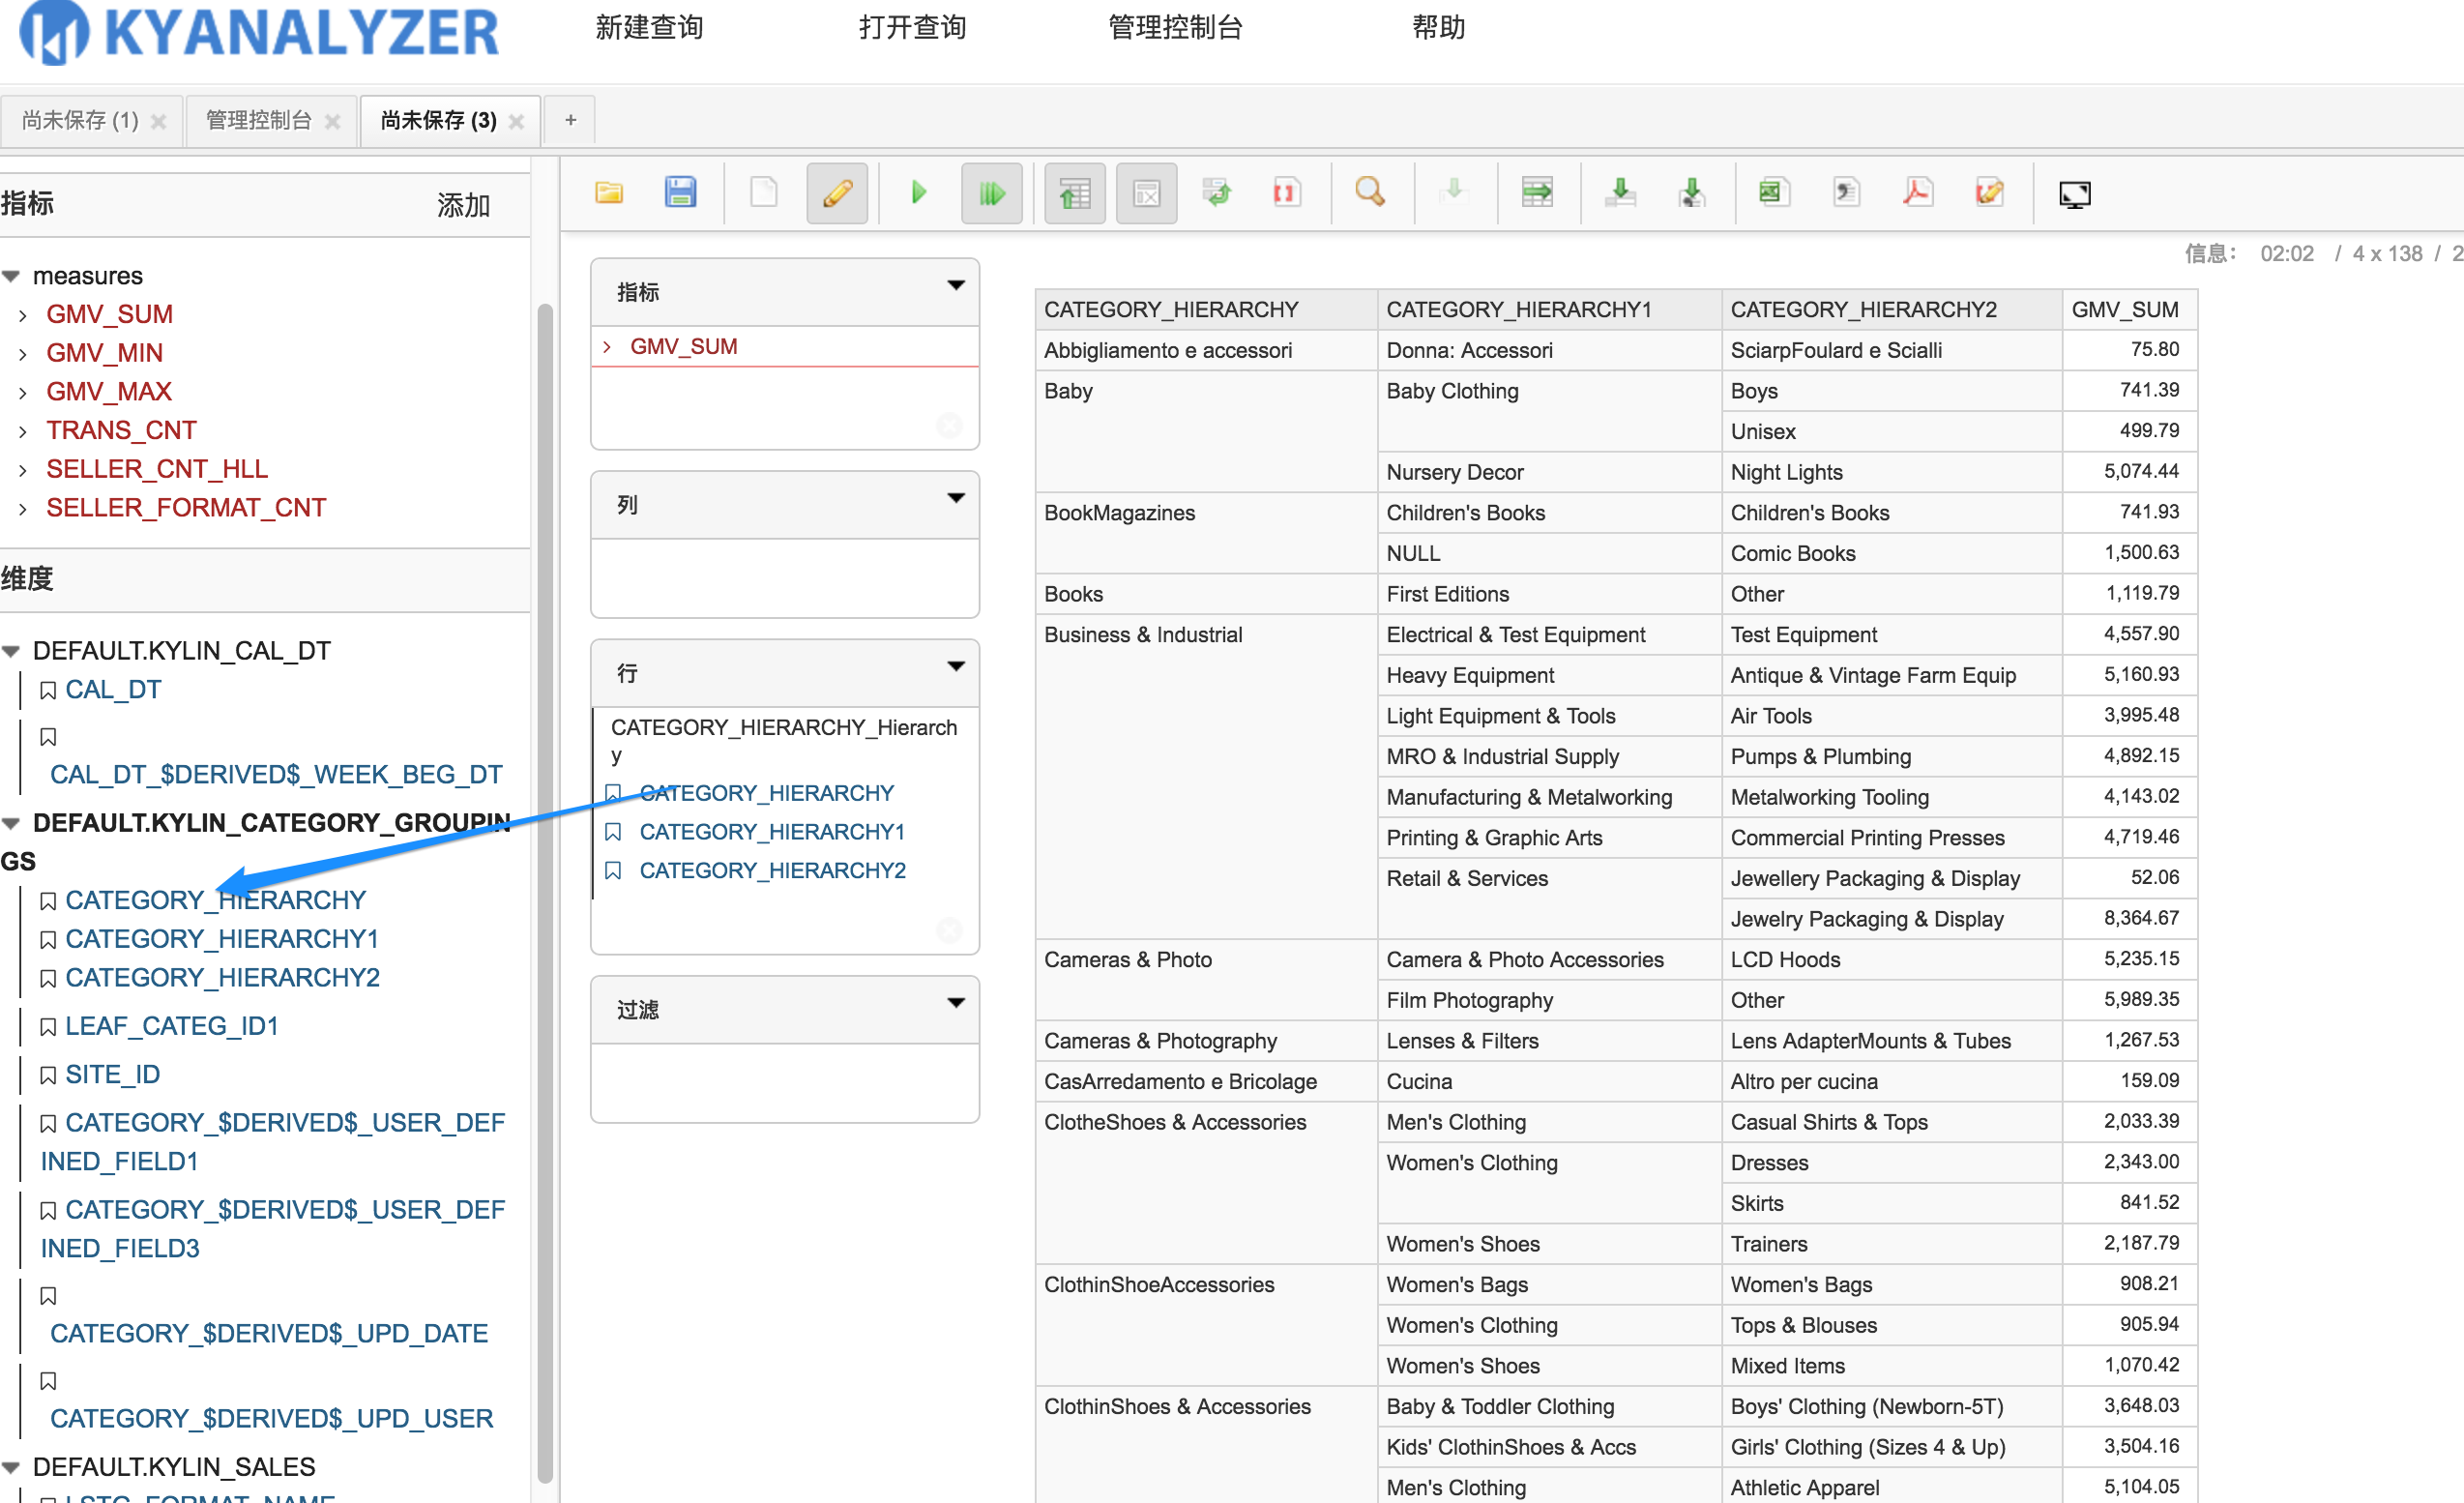 KYANALYZER
新建查询 打开查询 管理控制台 帮助
尚未保存 (1) 管理控制台 尚未保存 (3) +
指标 添加
measures
GMV_SUM
GMV_MIN
GMV_MAX
TRANS_CNT
SELLER_CNT_HLL
SELLER_FORMAT_CNT
维度
DEFAULT.KYLIN_CAL_DT
CAL_DT
CAL_DT_$DERIVED$_WEEK_BEG_DT
DEFAULT.KYLIN_CATEGORY_GROUPIN
GS
CATEGORY_HIERARCHY
CATEGORY_HIERARCHY1
CATEGORY_HIERARCHY2
LEAF_CATEG_ID1
SITE_ID
CATEGORY_$DERIVED$_USER_DEF
INED_FIELD1
CATEGORY_$DERIVED$_USER_DEF
INED_FIELD3
CATEGORY_$DERIVED$_UPD_DATE
CATEGORY_$DERIVED$_UPD_USER
DEFAULT.KYLIN_SALES
LSTG_FORMAT_NAME
指标
GMV_SUM
列
行
CATEGORY_HIERARCHY_Hierarch
y
CATEGORY_HIERARCHY
CATEGORY_HIERARCHY1
CATEGORY_HIERARCHY2
过滤
信息: 02:02 / 4 x 138 / 2
CATEGORY_HIERARCHY CATEGORY_HIERARCHY1 CATEGORY_HIERARCHY2 GMV_SUM
Abbigliamento e accessori Donna: Accessori SciarpFoulard e Scialli 75.80
Baby Baby Clothing Boys 741.39
Unisex 499.79
Nursery Decor Night Lights 5,074.44
BookMagazines Children's Books Children's Books 741.93
NULL Comic Books 1,500.63
Books First Editions Other 1,119.79
Business & Industrial Electrical & Test Equipment Test Equipment 4,557.90
Heavy Equipment Antique & Vintage Farm Equip 5,160.93
Light Equipment & Tools Air Tools 3,995.48
MRO & Industrial Supply Pumps & Plumbing 4,892.15
Manufacturing & Metalworking Metalworking Tooling 4,143.02
Printing & Graphic Arts Commercial Printing Presses 4,719.46
Retail & Services Jewellery Packaging & Display 52.06
Jewelry Packaging & Display 8,364.67
Cameras & Photo Camera & Photo Accessories LCD Hoods 5,235.15
Film Photography Other 5,989.35
Cameras & Photography Lenses & Filters Lens AdapterMounts & Tubes 1,267.53
CasArredamento e Bricolage Cucina Altro per cucina 159.09
ClotheShoes & Accessories Men's Clothing Casual Shirts & Tops 2,033.39
Women's Clothing Dresses 2,343.00
Skirts 841.52
Women's Shoes Trainers 2,187.79
ClothinShoeAccessories Women's Bags Women's Bags 908.21
Women's Clothing Tops & Blouses 905.94
Women's Shoes Mixed Items 1,070.42
ClothinShoes & Accessories Baby & Toddler Clothing Boys' Clothing (Newborn-5T) 3,648.03
Kids' ClothinShoes & Accs Girls' Clothing (Sizes 4 & Up) 3,504.16
Men's Clothing Athletic Apparel 5,104.05